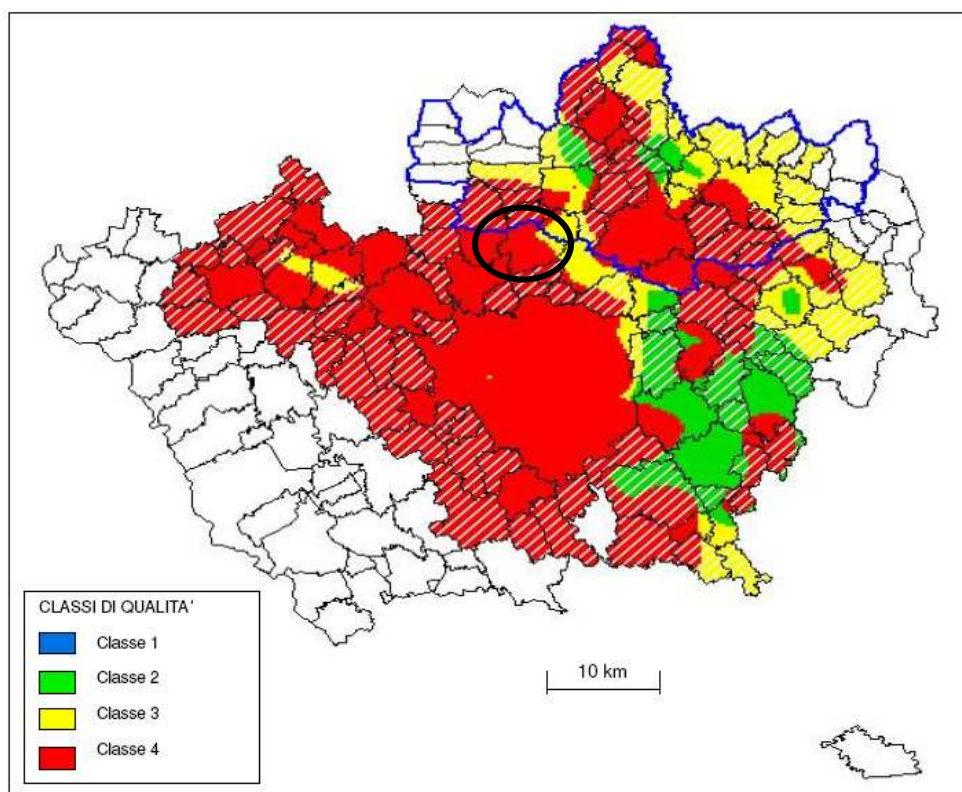 CLASSI DI QUALITA'
Classe 1
Classe 2
Classe 3
Classe 4
10 km